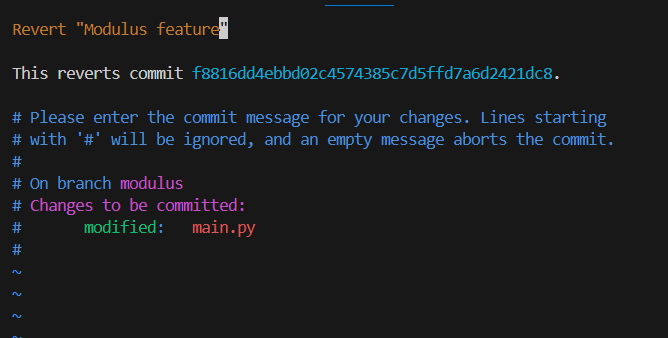 Revert "Modulus feature"
This reverts commit f8816dd4ebbd02c4574385c7d5ffd7a6d2421dc8.
# Please enter the commit message for your changes. Lines starting
# with '#' will be ignored, and an empty message aborts the commit.
#
# On branch modulus
# Changes to be committed:
#       modified:   main.py
#
~
~
~
~